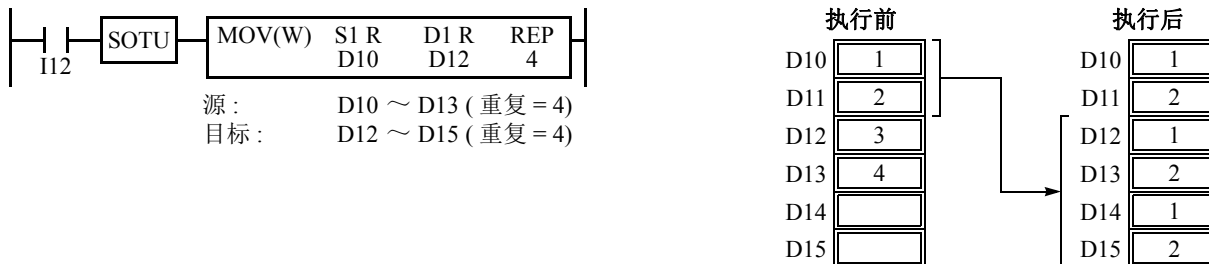 I12
SOTU
MOV(W) S1 R D1 R REP
D10 D12 4
源 : D10 ～ D13 ( 重复 = 4)
目标 : D12 ～ D15 ( 重复 = 4)
执行前
D10 1
D11 2
D12 3
D13 4
D14
D15
执行后
D10 1
D11 2
D12 1
D13 2
D14 1
D15 2